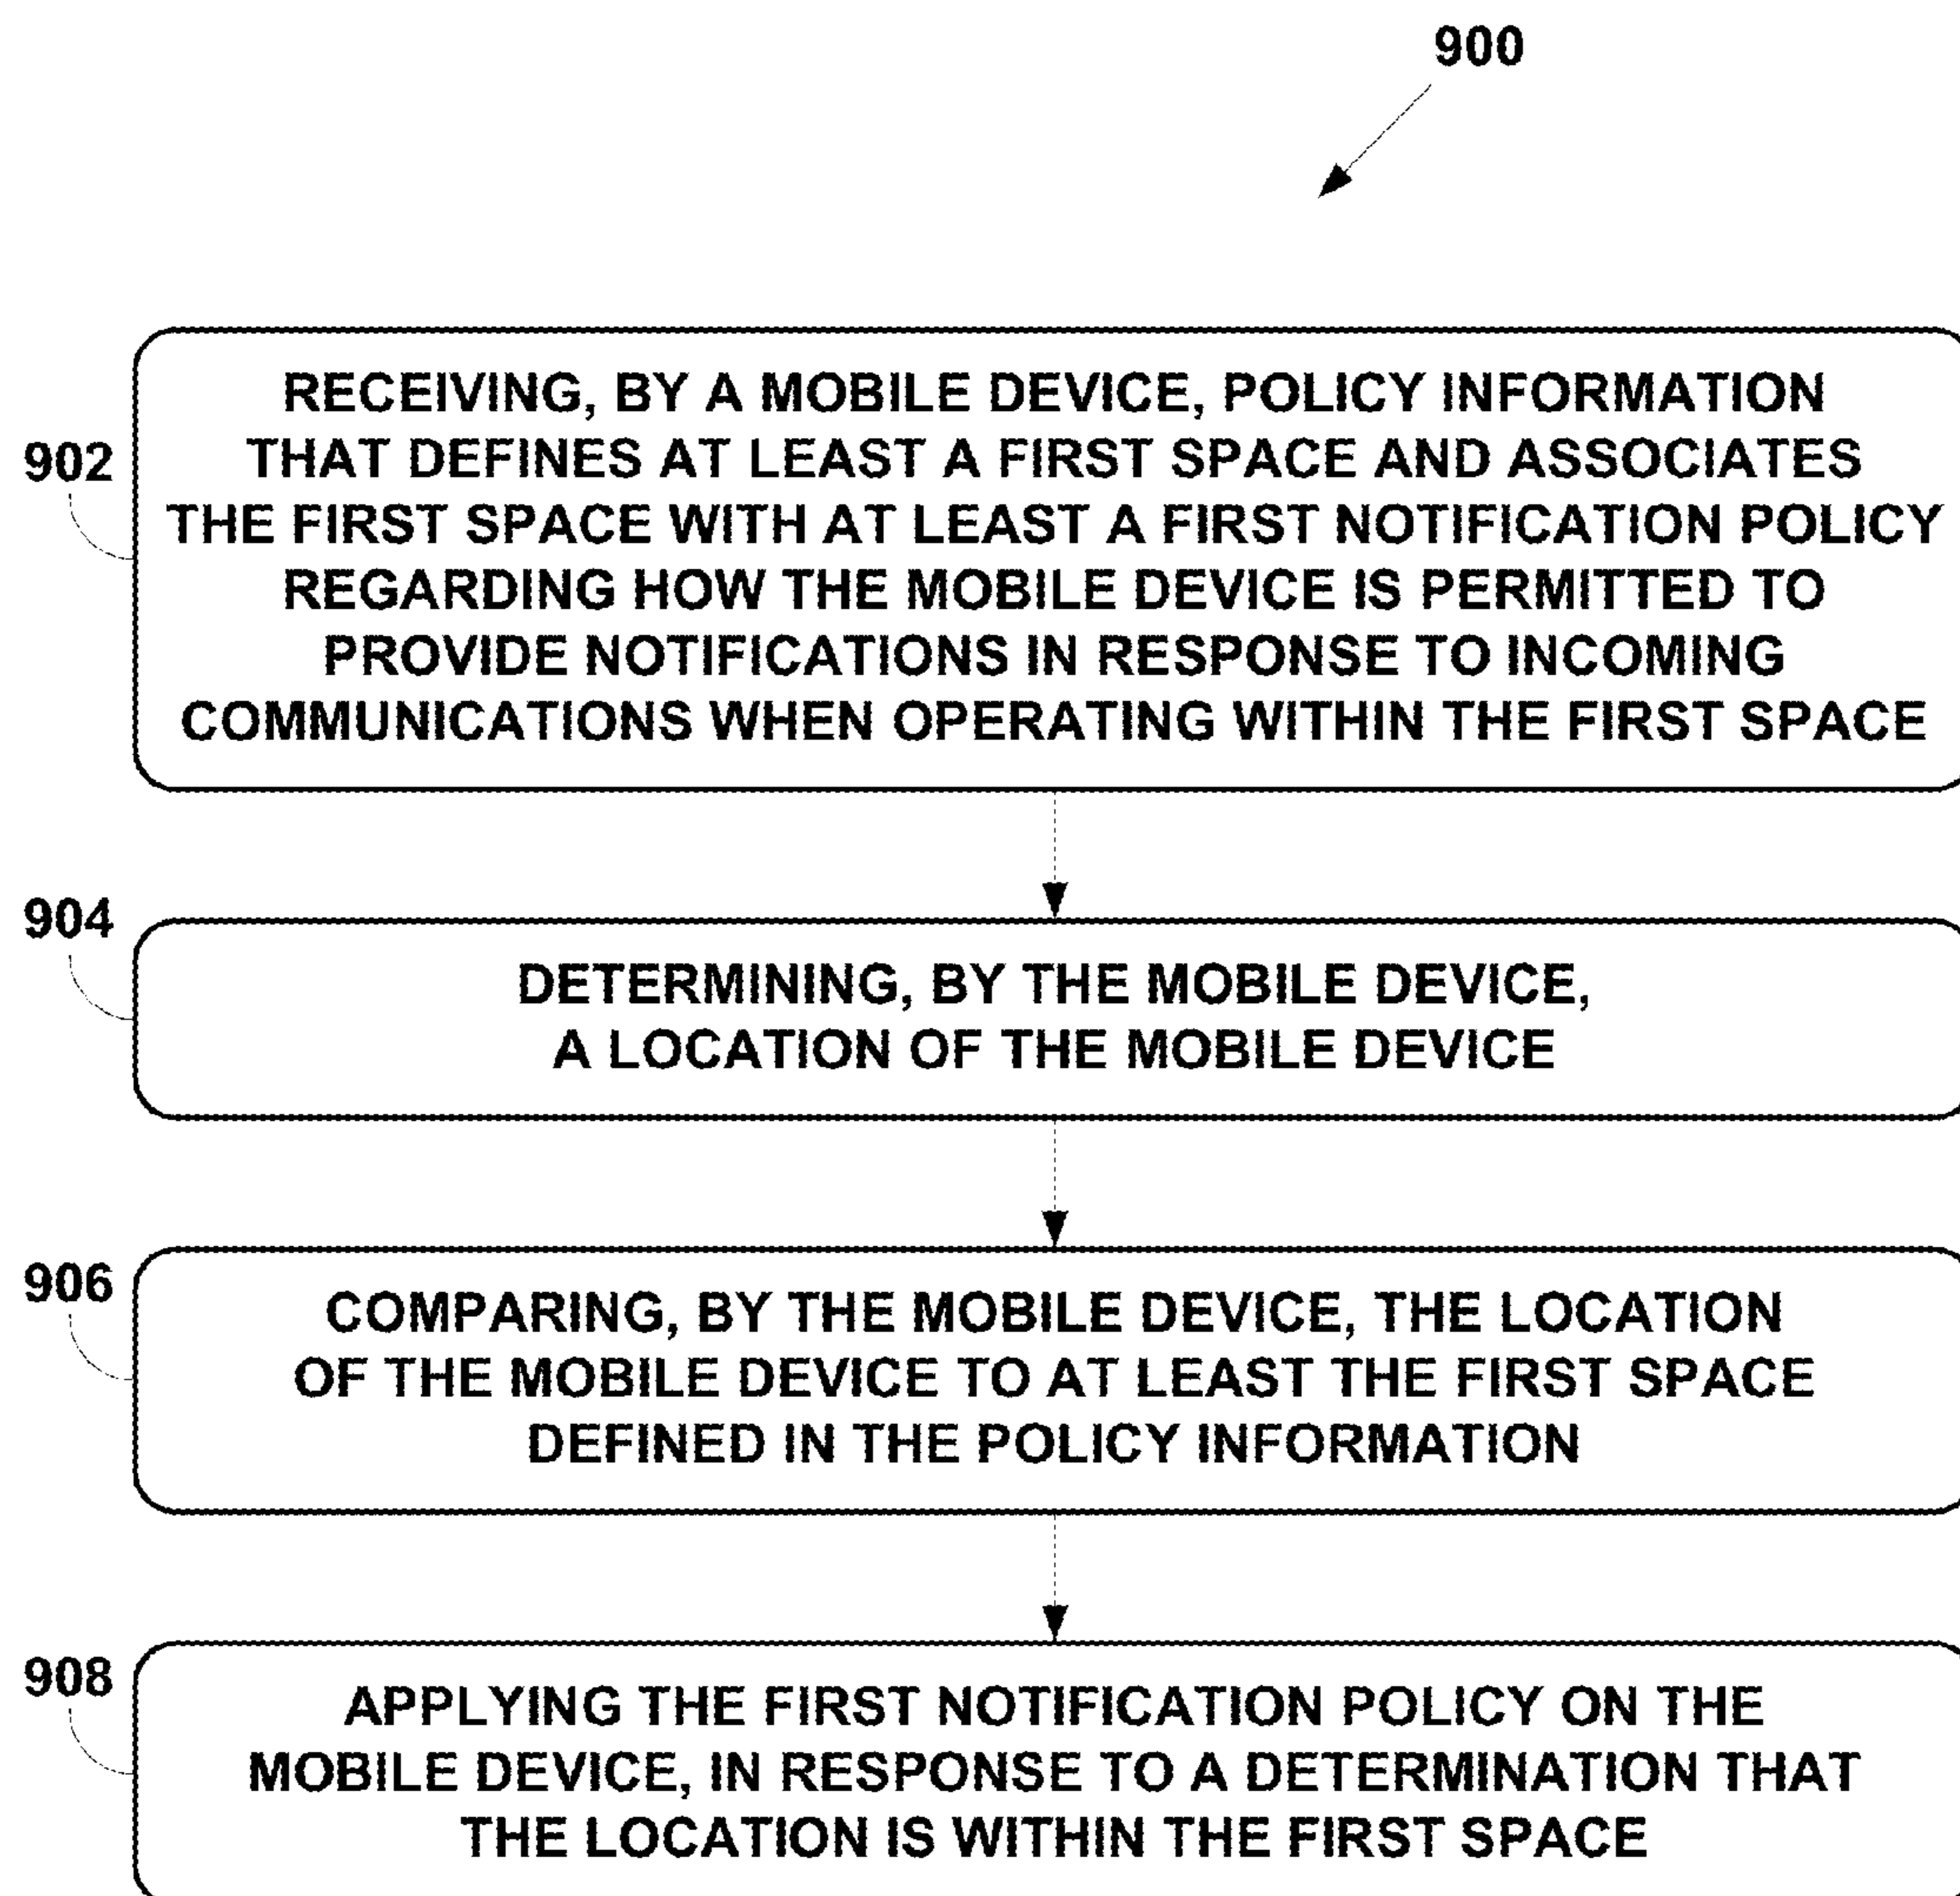 900
902
RECEIVING, BY A MOBILE DEVICE, POLICY INFORMATION
THAT DEFINES AT LEAST A FIRST SPACE AND ASSOCIATES
THE FIRST SPACE WITH AT LEAST A FIRST NOTIFICATION POLICY
REGARDING HOW THE MOBILE DEVICE IS PERMITTED TO
PROVIDE NOTIFICATIONS IN RESPONSE TO INCOMING
COMMUNICATIONS WHEN OPERATING WITHIN THE FIRST SPACE
904
DETERMINING, BY THE MOBILE DEVICE,
A LOCATION OF THE MOBILE DEVICE
906
COMPARING, BY THE MOBILE DEVICE, THE LOCATION
OF THE MOBILE DEVICE TO AT LEAST THE FIRST SPACE
DEFINED IN THE POLICY INFORMATION
908
APPLYING THE FIRST NOTIFICATION POLICY ON THE
MOBILE DEVICE, IN RESPONSE TO A DETERMINATION THAT
THE LOCATION IS WITHIN THE FIRST SPACE